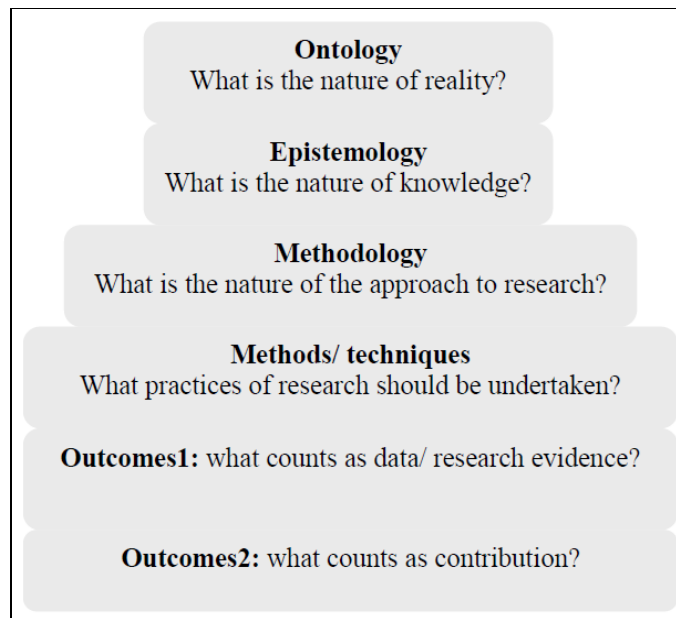 Ontology
What is the nature of reality?
Epistemology
What is the nature of knowledge?
Methodology
What is the nature of the approach to research?
Methods/ techniques
What practices of research should be undertaken?
Outcomes1: what counts as data/ research evidence?
Outcomes2: what counts as contribution?